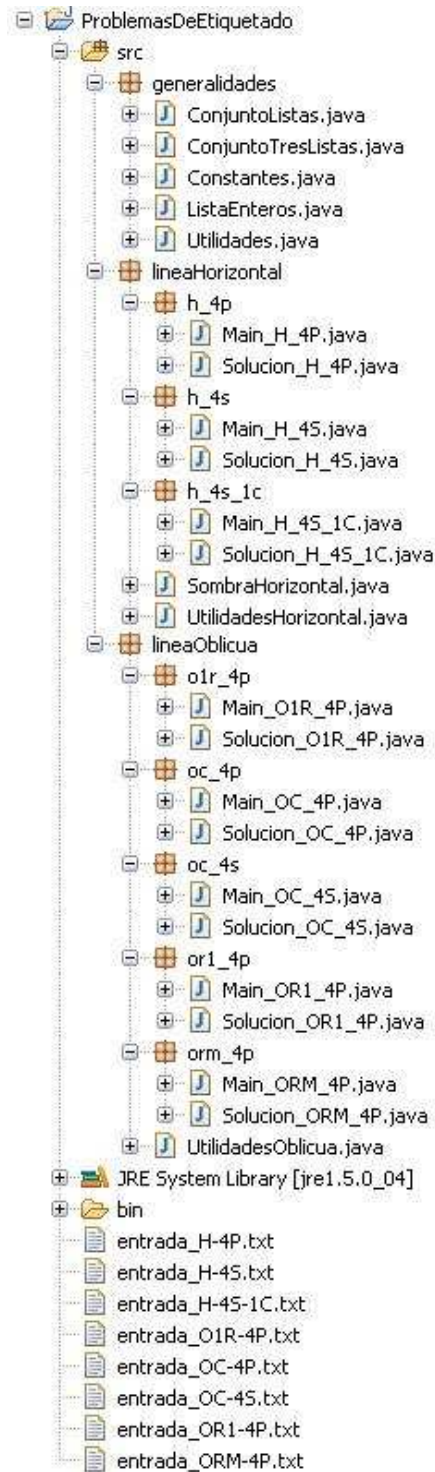 ProblemasDeEtiquetado
src
generalidades
ConjuntoListas.java
ConjuntoTresListas.java
Constantes.java
ListaEnteros.java
Utilidades.java
lineaHorizontal
h_4p
Main_H_4P.java
Solucion_H_4P.java
h_4s
Main_H_4S.java
Solucion_H_4S.java
h_4s_1c
Main_H_4S_1C.java
Solucion_H_4S_1C.java
SombraHorizontal.java
UtilidadesHorizontal.java
lineaOblicua
o1r_4p
Main_O1R_4P.java
Solucion_O1R_4P.java
oc_4p
Main_OC_4P.java
Solucion_OC_4P.java
oc_4s
Main_OC_4S.java
Solucion_OC_4S.java
or1_4p
Main_OR1_4P.java
Solucion_OR1_4P.java
orm_4p
Main_ORM_4P.java
Solucion_ORM_4P.java
UtilidadesOblicua.java
JRE System Library [jre1.5.0_04]
bin
entrada_H-4P.txt
entrada_H-4S.txt
entrada_H-4S-1C.txt
entrada_O1R-4P.txt
entrada_OC-4P.txt
entrada_OC-4S.txt
entrada_OR1-4P.txt
entrada_ORM-4P.txt